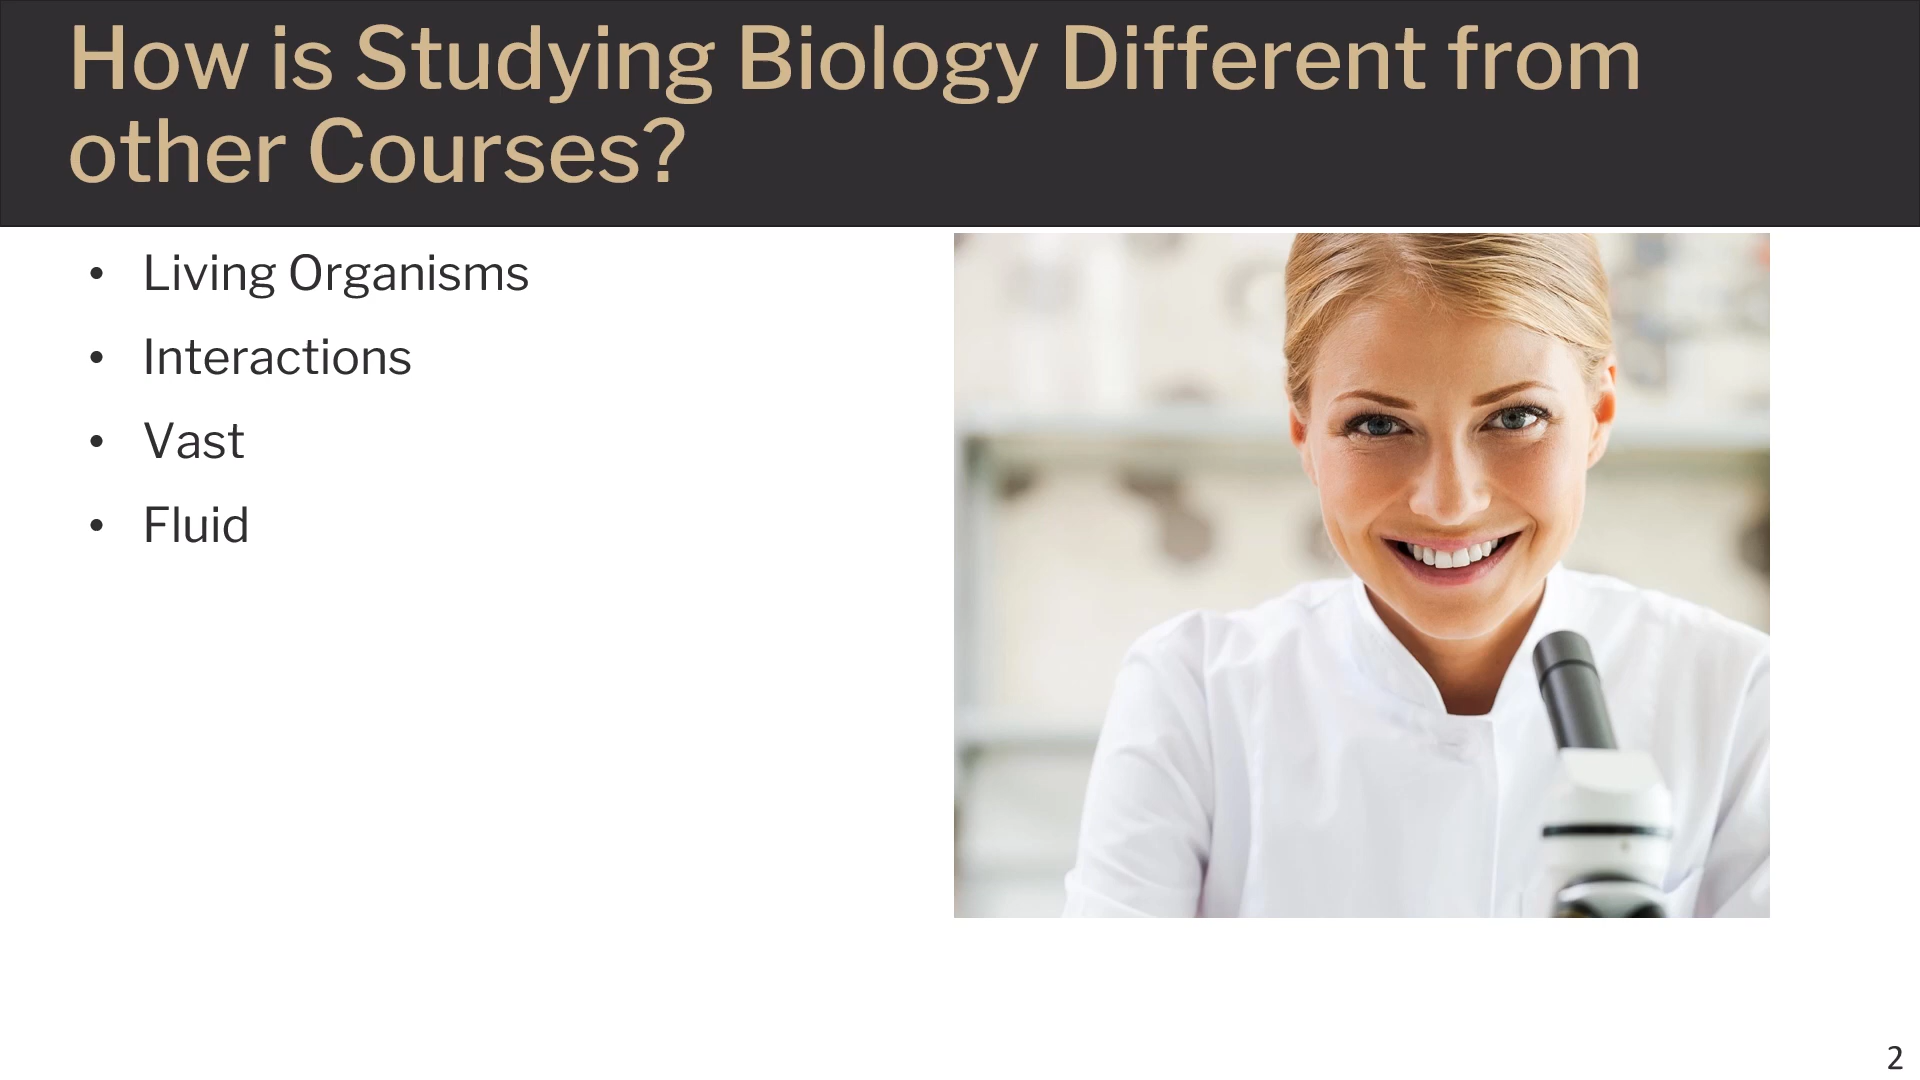 How is Studying Biology Different from
other Courses?
• Living Organisms
• Interactions
• Vast
• Fluid
2